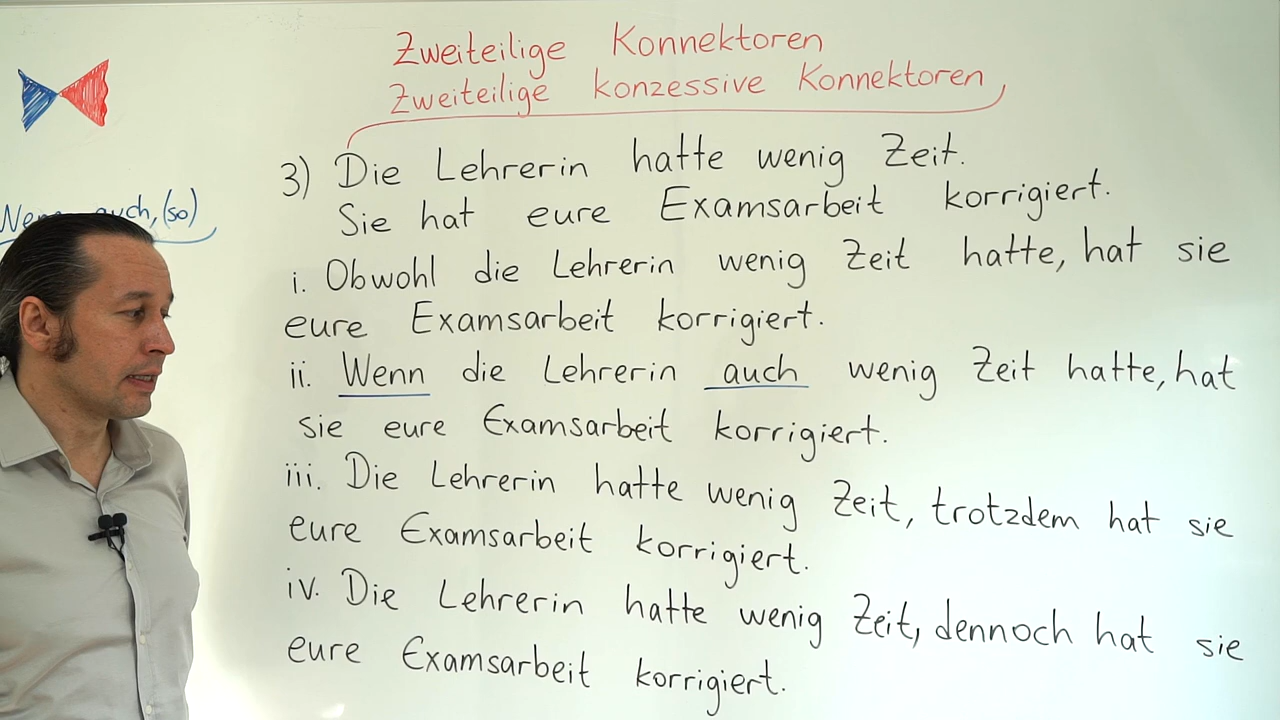 Zweiteilige Konnektoren
Zweiteilige konzessive Konnektoren
3) Die Lehrerin hatte wenig Zeit.
Sie hat eure Examsarbeit korrigiert.
auch, (so)
i. Obwohl die Lehrerin wenig Zeit hatte, hat sie
eure Examsarbeit korrigiert.
ii. Wenn die Lehrerin auch wenig Zeit hatte, hat
sie eure Examsarbeit korrigiert.
iii. Die Lehrerin hatte wenig Zeit, trotzdem hat sie
eure Examsarbeit korrigiert.
iv. Die Lehrerin hatte wenig Zeit, dennoch hat sie
eure Examsarbeit korrigiert.